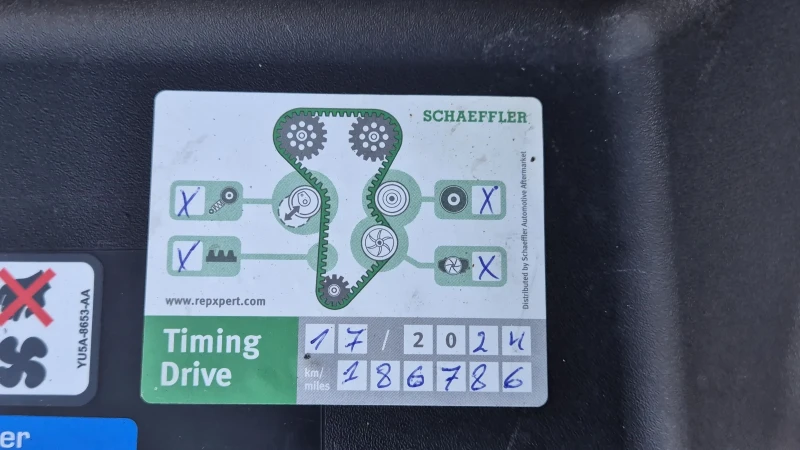 SCHAEFFLER
Distributed by Schaeffler Automotive Aftermarket
X
X
X
X
www.repxpert.com
Timing
Drive
17 / 2024
km/
miles
186786
YU5A-8653-AA
er